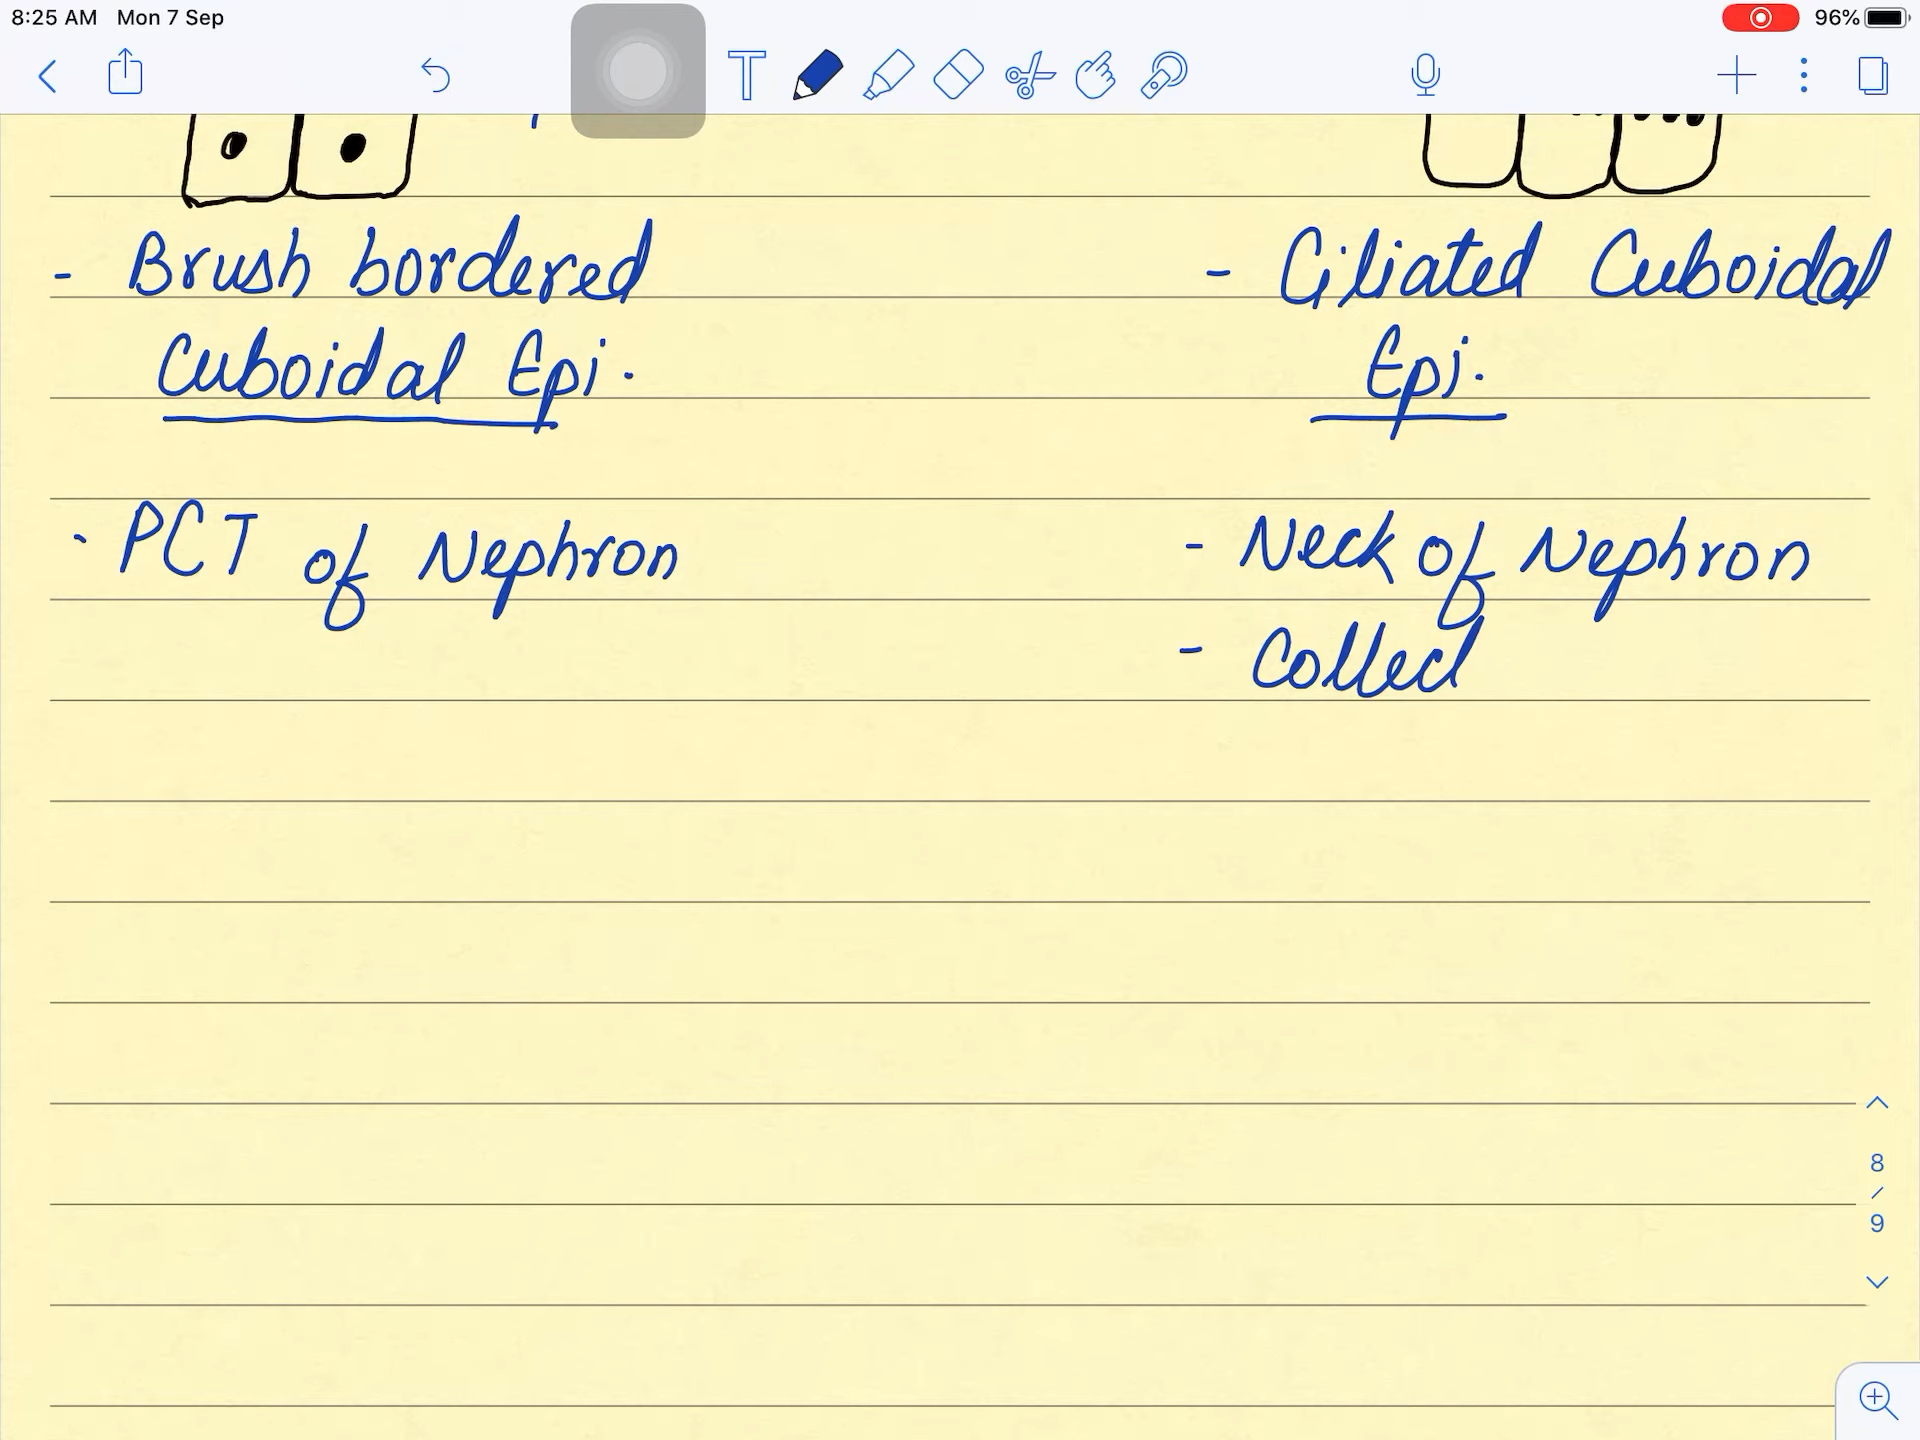 8:25 AM Mon 7 Sep
96%
T
- Brush bordered
Cuboidal Epi.
- PCT of Nephron
- Ciliated Cuboidal
Epi.
- Neck of Nephron
- Collect
8
/
9